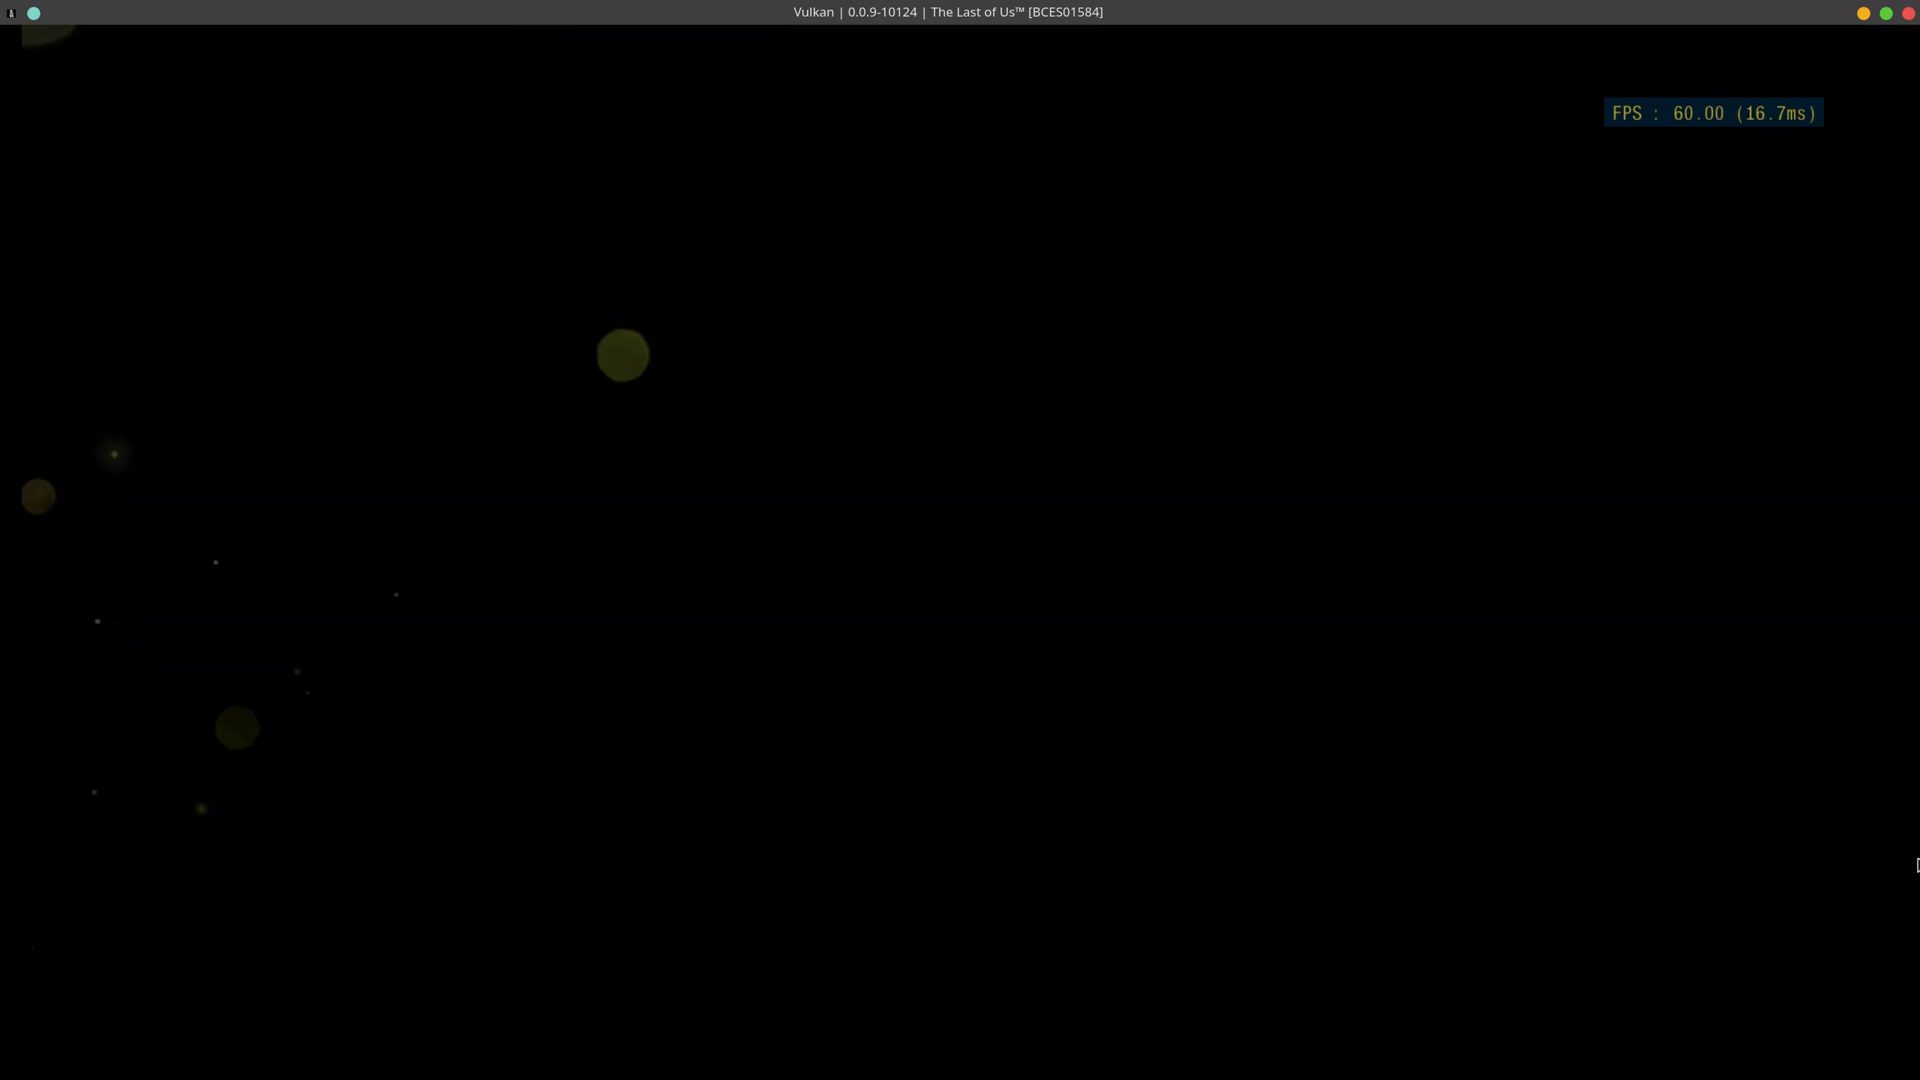 Vulkan | 0.0.9-10124 | The Last of Us™ [BCES01584]
FPS : 60.00 (16.7ms)